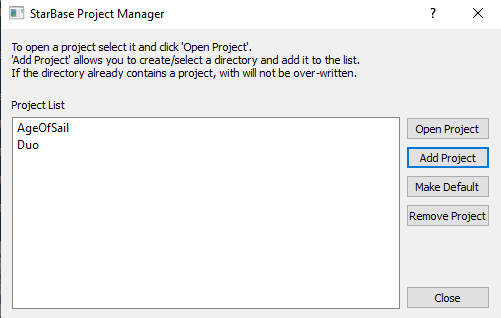 StarBase Project Manager
To open a project select it and click 'Open Project'.
'Add Project' allows you to create/select a directory and add it to the list.
If the directory already contains a project, with will not be over-written.
Project List
AgeOfSail
Duo
Open Project
Add Project
Make Default
Remove Project
Close